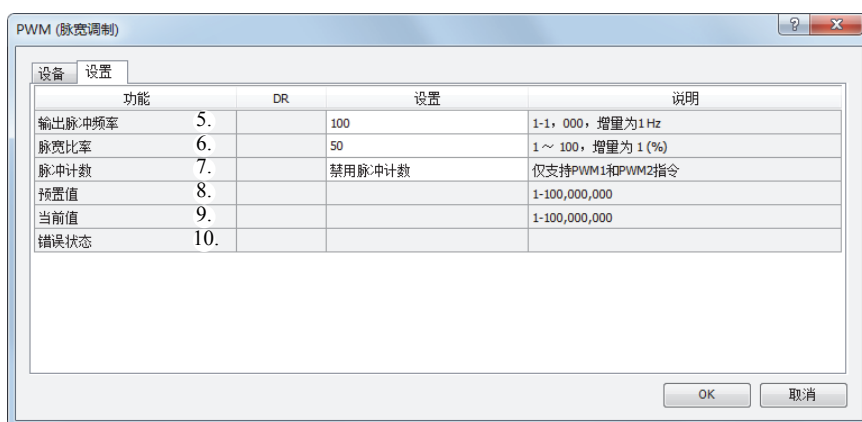 PWM (脉宽调制)
设备 设置
功能 DR 设置 说明
输出脉冲频率 5. 100 1-1，000，增量为1Hz
脉宽比率 6. 50 1～ 100，增量为 1 (%)
脉冲计数 7. 禁用脉冲计数 仅支持PWM1和PWM2指令
预置值 8. 1-100,000,000
当前值 9. 1-100,000,000
错误状态 10.
OK 取消